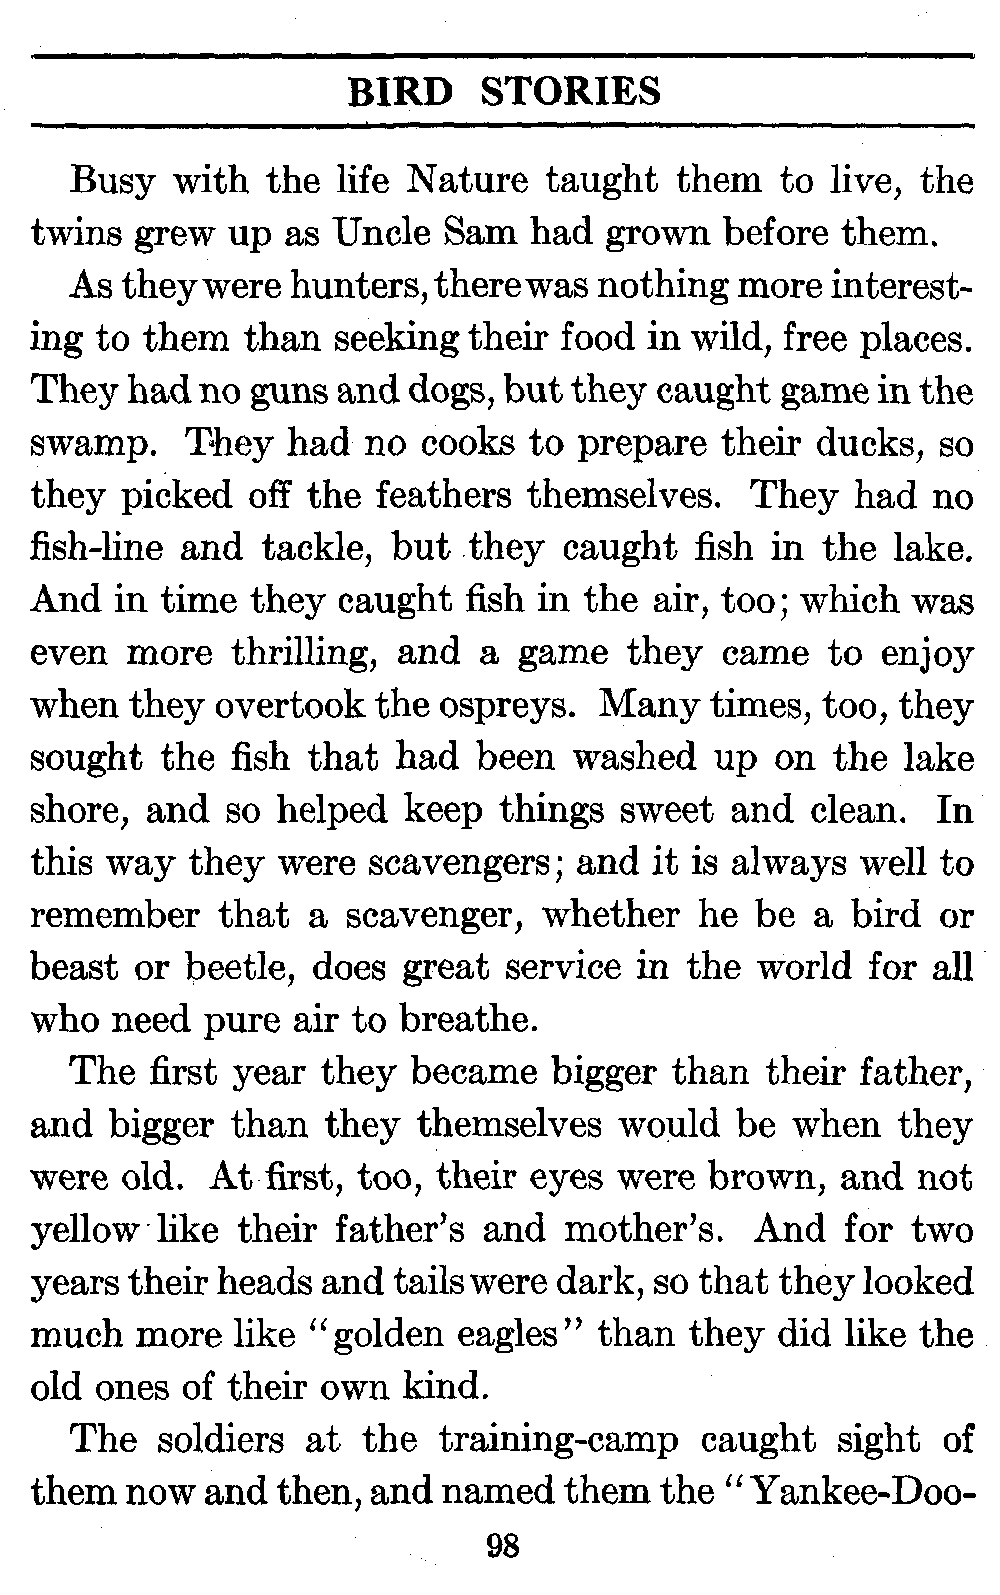 BIRD STORIES
Busy with the life Nature taught them to live, the
twins grew up as Uncle Sam had grown before them.
As they were hunters, there was nothing more interest-
ing to them than seeking their food in wild, free places.
They had no guns and dogs, but they caught game in the
swamp. They had no cooks to prepare their ducks, so
they picked off the feathers themselves. They had no
fish-line and tackle, but they caught fish in the lake.
And in time they caught fish in the air, too; which was
even more thrilling, and a game they came to enjoy
when they overtook the ospreys. Many times, too, they
sought the fish that had been washed up on the lake
shore, and so helped keep things sweet and clean. In
this way they were scavengers; and it is always well to
remember that a scavenger, whether he be a bird or
beast or beetle, does great service in the world for all
who need pure air to breathe.
The first year they became bigger than their father,
and bigger than they themselves would be when they
were old. At first, too, their eyes were brown, and not
yellow like their father's and mother's. And for two
years their heads and tails were dark, so that they looked
much more like "golden eagles" than they did like the
old ones of their own kind.
The soldiers at the training-camp caught sight of
them now and then, and named them the "Yankee-Doo-
98